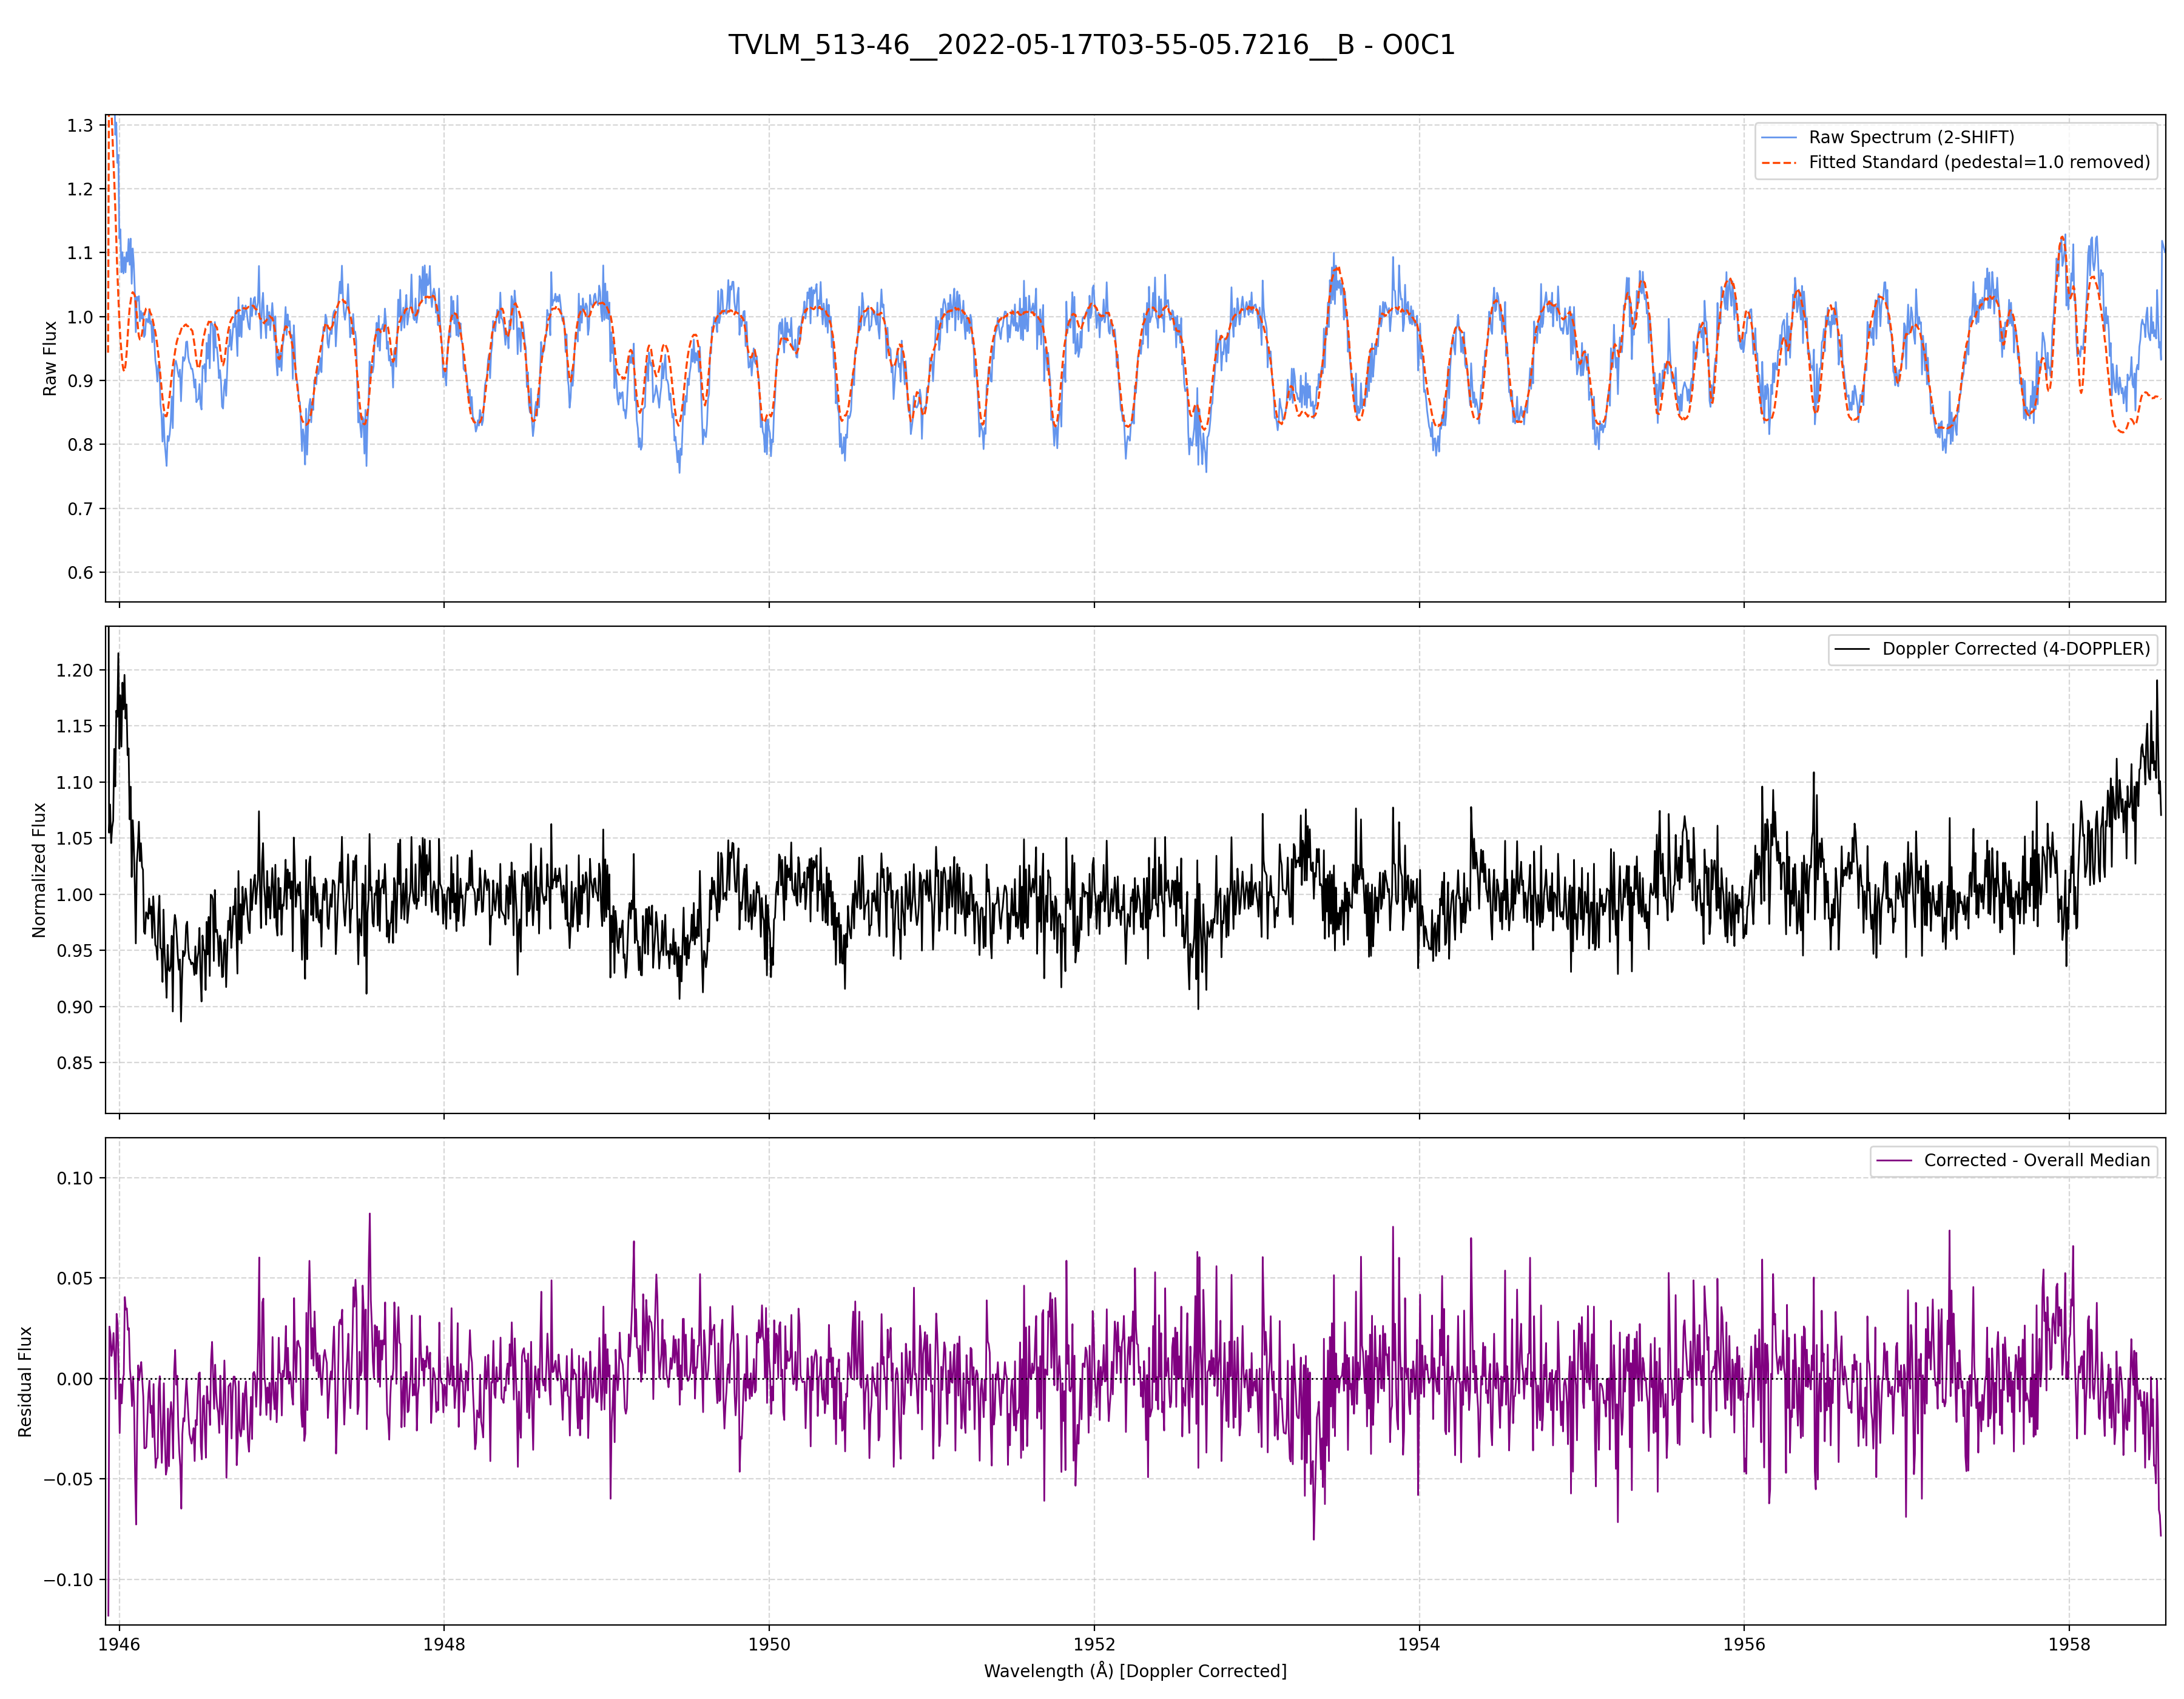 TVLM_513-46__2022-05-17T03-55-05.7216__B - O0C1
1.3
1.2
1.1
1.0
0.9
0.8
0.7
0.6
Raw Flux
Raw Spectrum (2-SHIFT)
Fitted Standard (pedestal=1.0 removed)
1.20
1.15
1.10
1.05
1.00
0.95
0.90
0.85
Normalized Flux
Doppler Corrected (4-DOPPLER)
0.10
0.05
0.00
−0.05
−0.10
Residual Flux
Corrected - Overall Median
1946 1948 1950 1952 1954 1956 1958
Wavelength (Å) [Doppler Corrected]